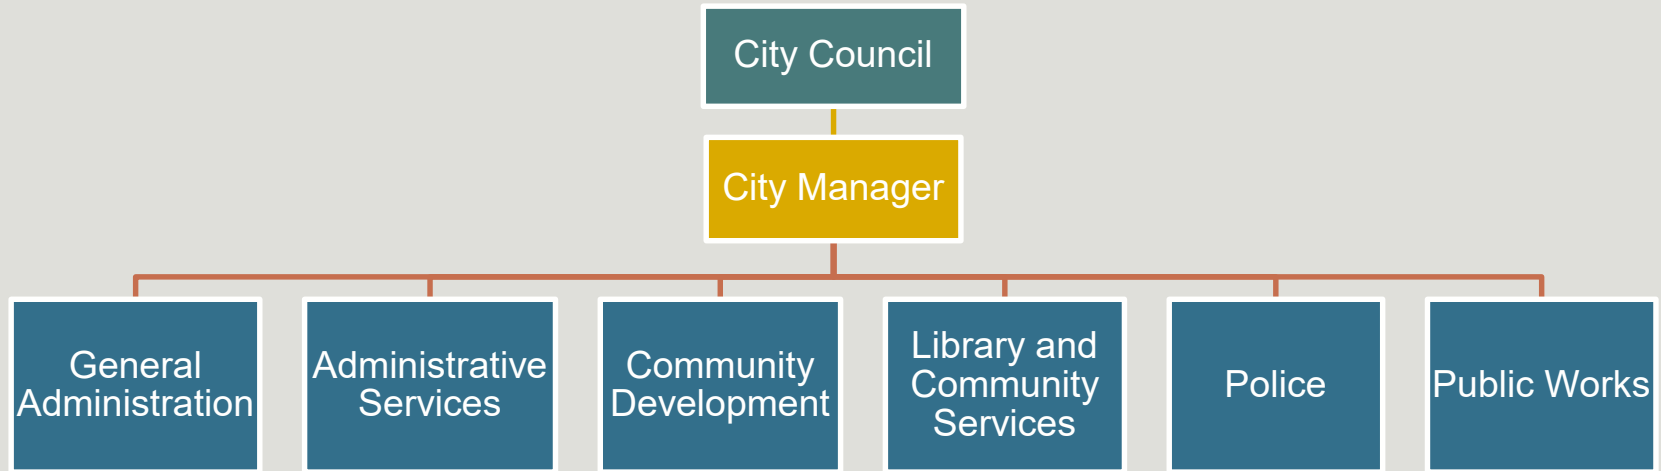 City Council
City Manager
General
Administration
Administrative
Services
Community
Development
Library and
Community
Services
Police
Public Works